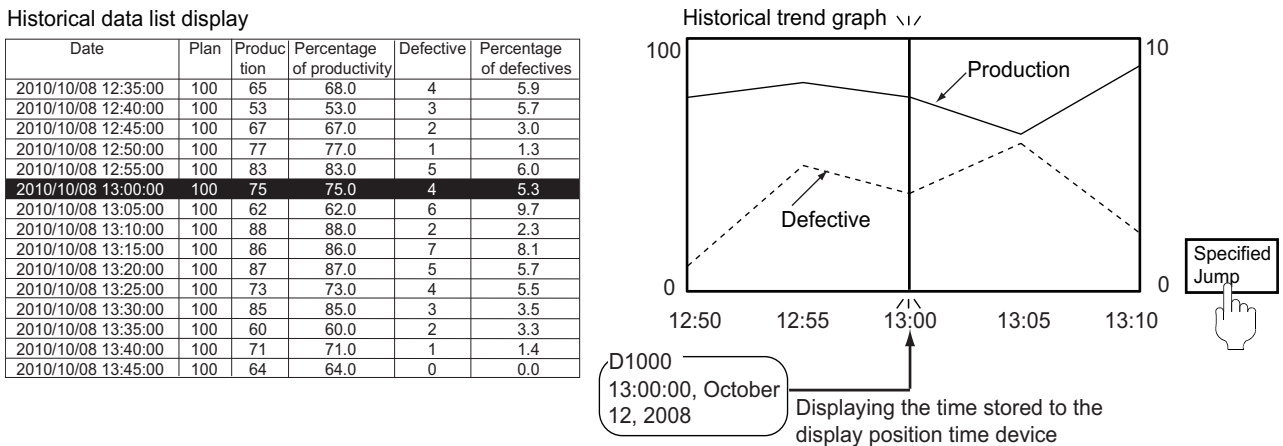 Historical data list display
Date Plan Produc Percentage Defective Percentage
tion of productivity of defectives
2010/10/08 12:35:00 100 65 68.0 4 5.9
2010/10/08 12:40:00 100 53 53.0 3 5.7
2010/10/08 12:45:00 100 67 67.0 2 3.0
2010/10/08 12:50:00 100 77 77.0 1 1.3
2010/10/08 12:55:00 100 83 83.0 5 6.0
2010/10/08 13:00:00 100 75 75.0 4 5.3
2010/10/08 13:05:00 100 62 62.0 6 9.7
2010/10/08 13:10:00 100 88 88.0 2 2.3
2010/10/08 13:15:00 100 86 86.0 7 8.1
2010/10/08 13:20:00 100 87 87.0 5 5.7
2010/10/08 13:25:00 100 73 73.0 4 5.5
2010/10/08 13:30:00 100 85 85.0 3 3.5
2010/10/08 13:35:00 100 60 60.0 2 3.3
2010/10/08 13:40:00 100 71 71.0 1 1.4
2010/10/08 13:45:00 100 64 64.0 0 0.0
Historical trend graph
100 10
Production
Defective
0 0
12:50 12:55 13:00 13:05 13:10
Specified
Jump
D1000
13:00:00, October
12, 2008
Displaying the time stored to the
display position time device